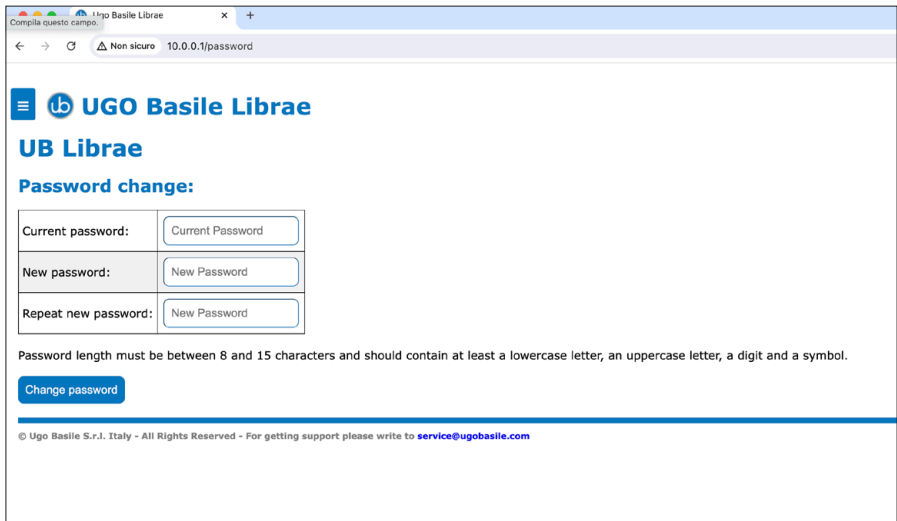 Compila questo campo.
Ugo Basile Librae
Non sicuro 10.0.0.1/password
ub UGO Basile Librae
UB Librae
Password change:
Current password: Current Password
New password: New Password
Repeat new password: New Password
Password length must be between 8 and 15 characters and should contain at least a lowercase letter, an uppercase letter, a digit and a symbol.
Change password
© Ugo Basile S.r.l. Italy - All Rights Reserved - For getting support please write to service@ugobasile.com